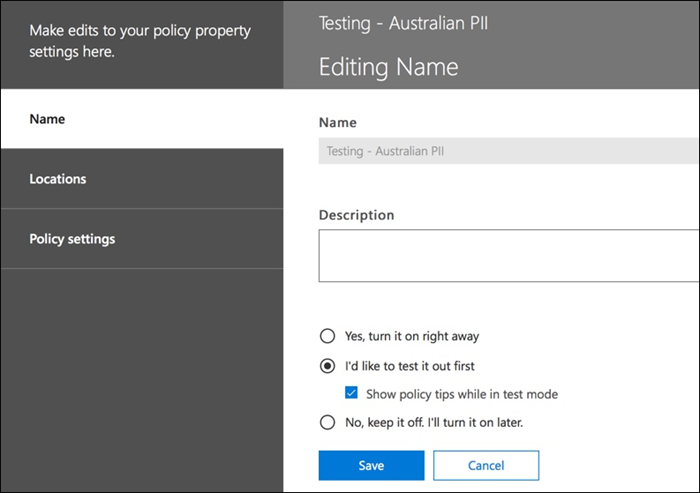 Make edits to your policy property
settings here.
Name
Locations
Policy settings
Testing - Australian PII
Editing Name
Name
Testing - Australian PII
Description
Yes, turn it on right away
I'd like to test it out first
Show policy tips while in test mode
No, keep it off. I'll turn it on later.
Save
Cancel